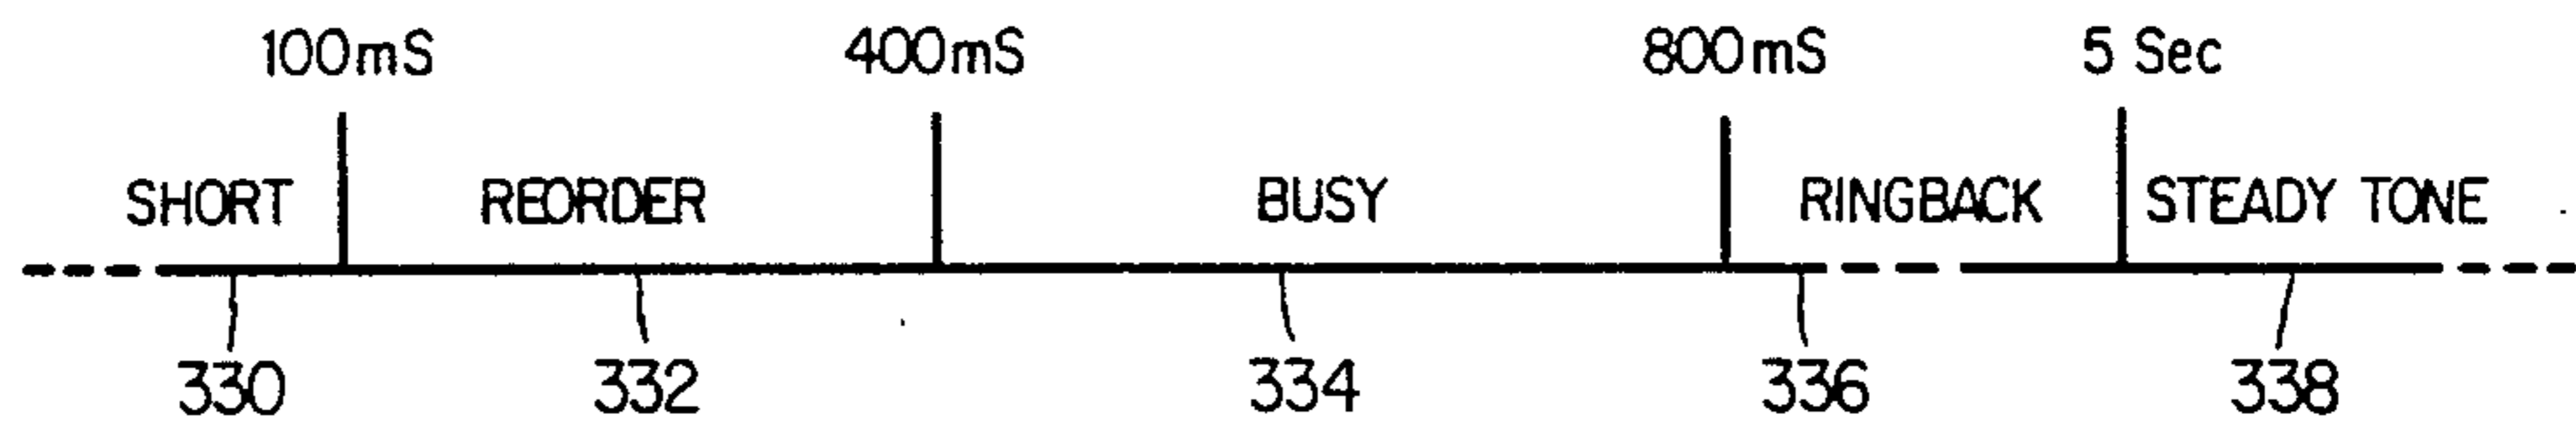 100mS 400mS 800mS 5 Sec
SHORT REORDER BUSY RINGBACK STEADY TONE
330 332 334 336 338